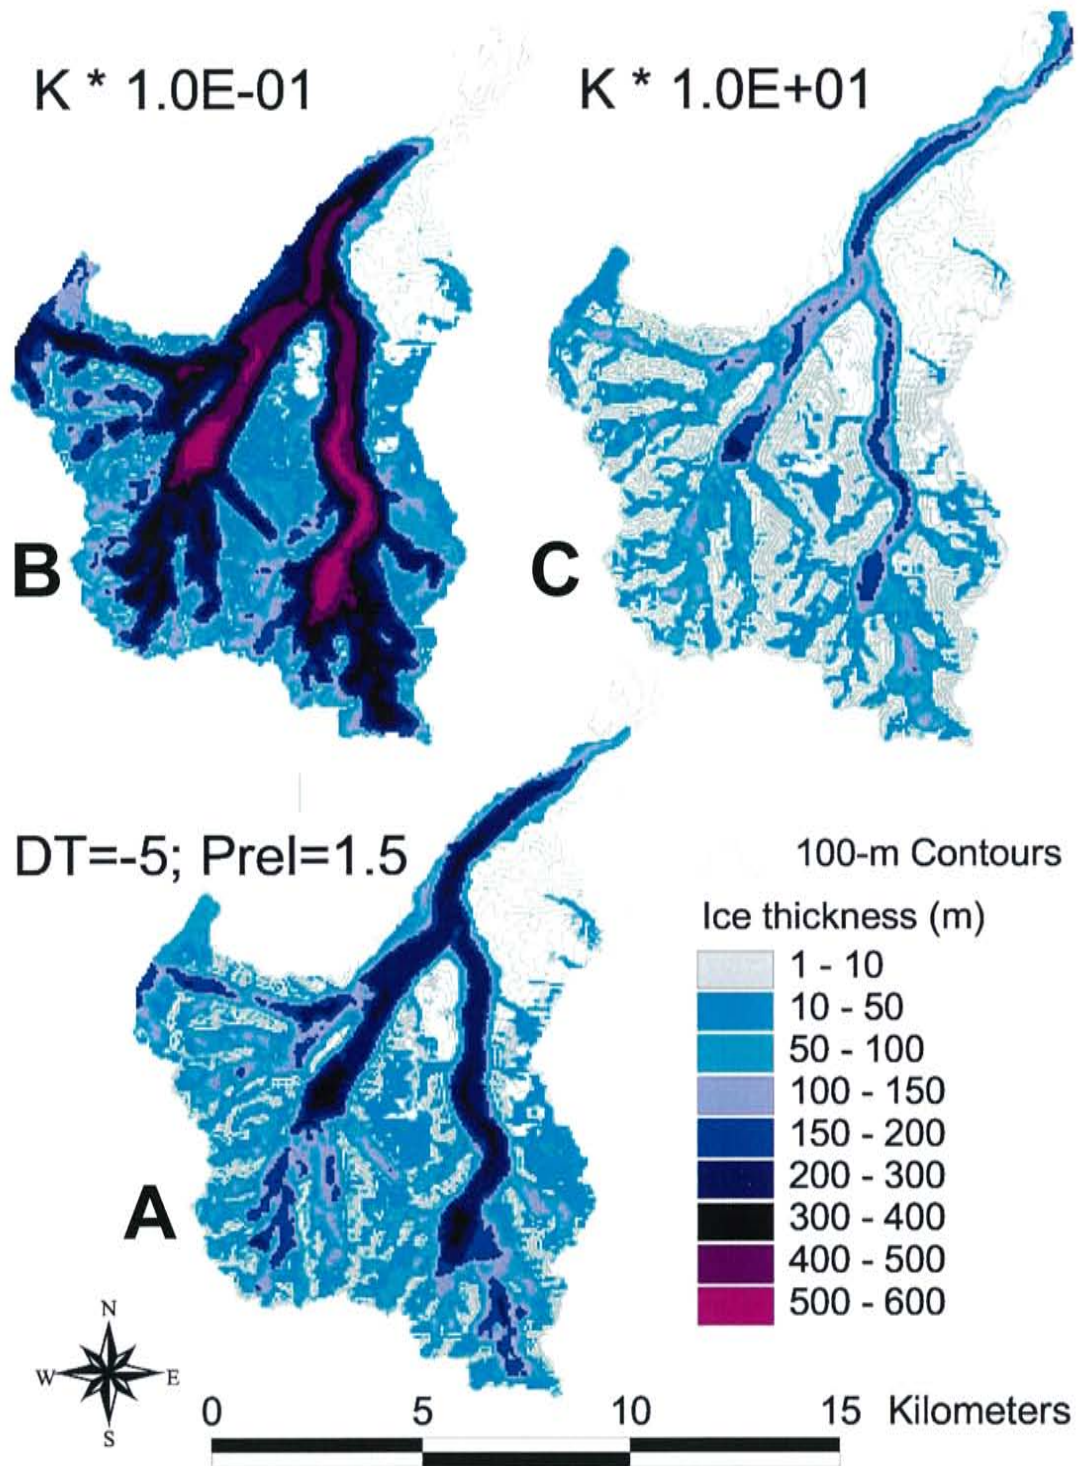 K * 1.0E-01
K * 1.0E+01
B
C
DT=-5; Prel=1.5
100-m Contours
Ice thickness (m)
1 - 10
10 - 50
50 - 100
100 - 150
150 - 200
200 - 300
300 - 400
400 - 500
500 - 600
A
N
W E
S
0 5 10 15 Kilometers